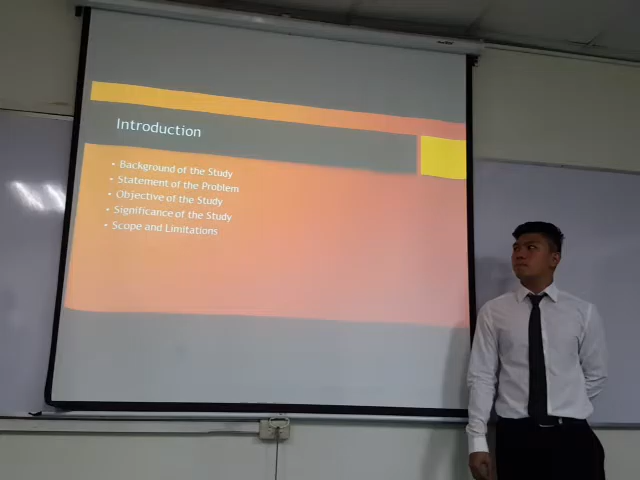 Introduction
• Background of the Study
• Statement of the Problem
• Objective of the Study
• Significance of the Study
• Scope and Limitations